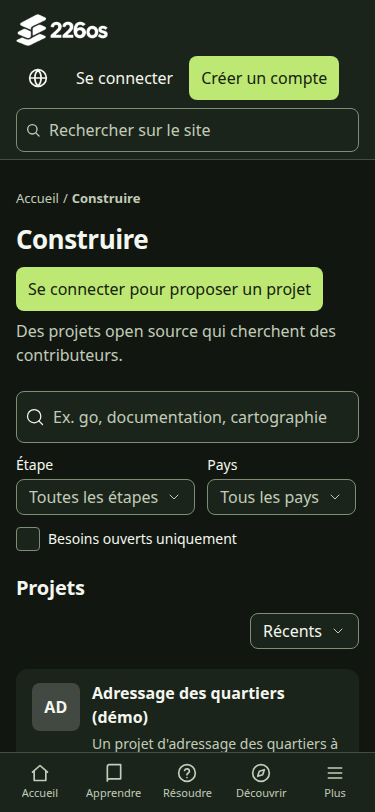 226os
Se connecter
Créer un compte
Rechercher sur le site
Accueil / Construire
Construire
Se connecter pour proposer un projet
Des projets open source qui cherchent des
contributeurs.
Ex. go, documentation, cartographie
Étape
Pays
Toutes les étapes
Tous les pays
Besoins ouverts uniquement
Projets
Récents
AD
Adressage des quartiers
(démo)
Un projet d'adressage des quartiers à
Accueil
Apprendre
Résoudre
Découvrir
Plus